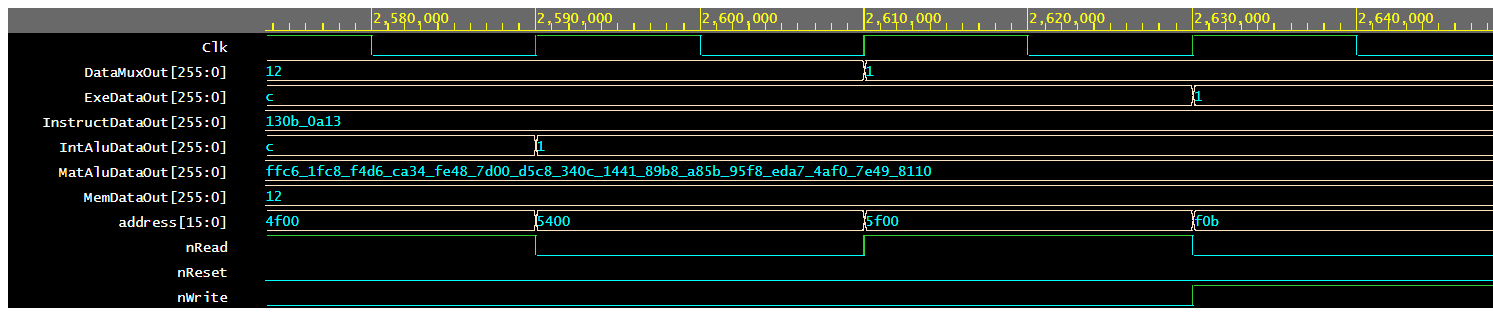 2,580,000 2,590,000 2,600,000 2,610,000 2,620,000 2,630,000 2,640,000
Clk
DataMuxOut[255:0] 12 1
ExeDataOut[255:0] c 1
InstructDataOut[255:0] 130b_0a13
IntAluDataOut[255:0] c 1
MatAluDataOut[255:0] ffc6_1fc8_f4d6_ca34_fe48_7d00_d5c8_340c_1441_89b8_a85b_95f8_eda7_4af0_7e49_8110
MemDataOut[255:0] 12
address[15:0] 4f00 5400 5f00 f0b
nRead
nReset
nWrite